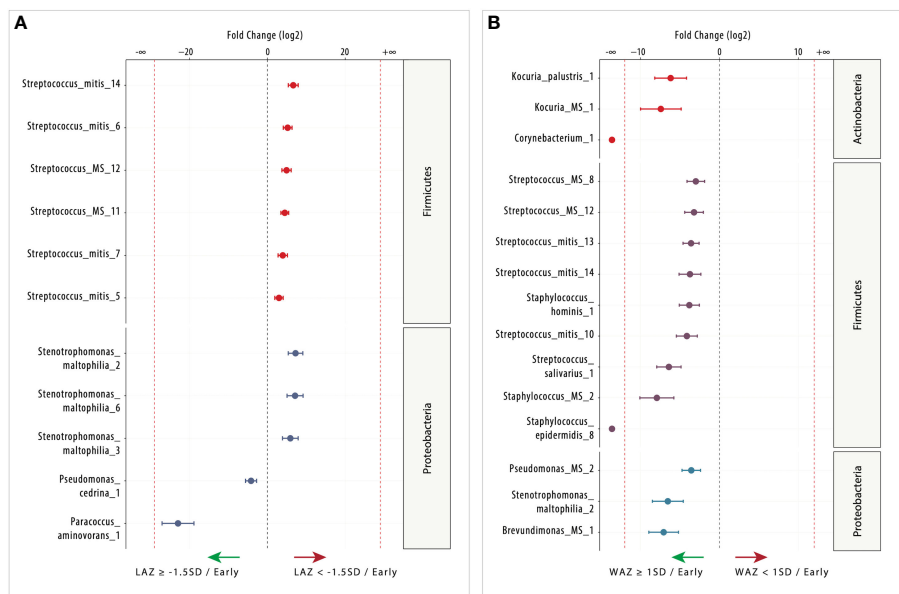 A
Fold Change (log2)
-∞ −20 0 20 +∞
Streptococcus_mitis_14
Streptococcus_mitis_6
Streptococcus_MS_12
Streptococcus_MS_11
Streptococcus_mitis_7
Streptococcus_mitis_5
Firmicutes
Stenotrophomonas_
maltophilia_2
Stenotrophomonas_
maltophilia_6
Stenotrophomonas_
maltophilia_3
Pseudomonas_
cedrina_1
Paracoccus_
aminovorans_1
Proteobacteria
LAZ ≥ -1.5SD / Early
LAZ < -1.5SD / Early
B
Fold Change (log2)
-∞ −10 0 10 +∞
Kocuria_palustris_1
Kocuria_MS_1
Corynebacterium_1
Actinobacteria
Streptococcus_MS_8
Streptococcus_MS_12
Streptococcus_mitis_13
Streptococcus_mitis_14
Staphylococcus_
hominis_1
Streptococcus_mitis_10
Streptococcus_
salivarius_1
Staphylococcus_MS_2
Staphylococcus_
epidermidis_8
Firmicutes
Pseudomonas_MS_2
Stenotrophomonas_
maltophilia_2
Brevundimonas_MS_1
Proteobacteria
WAZ ≥ 1SD / Early
WAZ < 1SD / Early